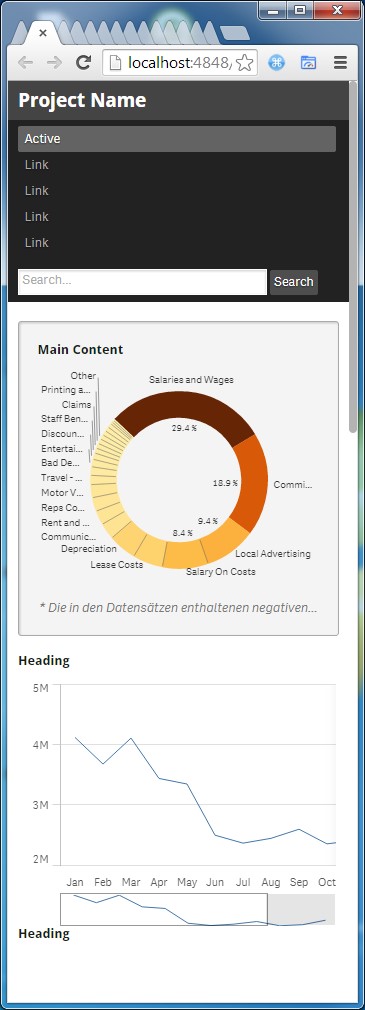 localhost:4848/
Project Name
Active
Link
Link
Link
Link
Search...
Search
Main Content
Other
Printing a...
Claims
Staff Ben...
Discoun...
Entertai...
Bad De...
Travel - ...
Motor V...
Reps Co...
Rent and ...
Communic...
Depreciation
Lease Costs
Salary On Costs
Local Advertising
Commi...
Salaries and Wages
29.4 %
18.9 %
9.4 %
8.4 %
* Die in den Datensätzen enthaltenen negativen...
Heading
5M
4M
3M
2M
Jan Feb Mar Apr May Jun Jul Aug Sep Oct
Heading